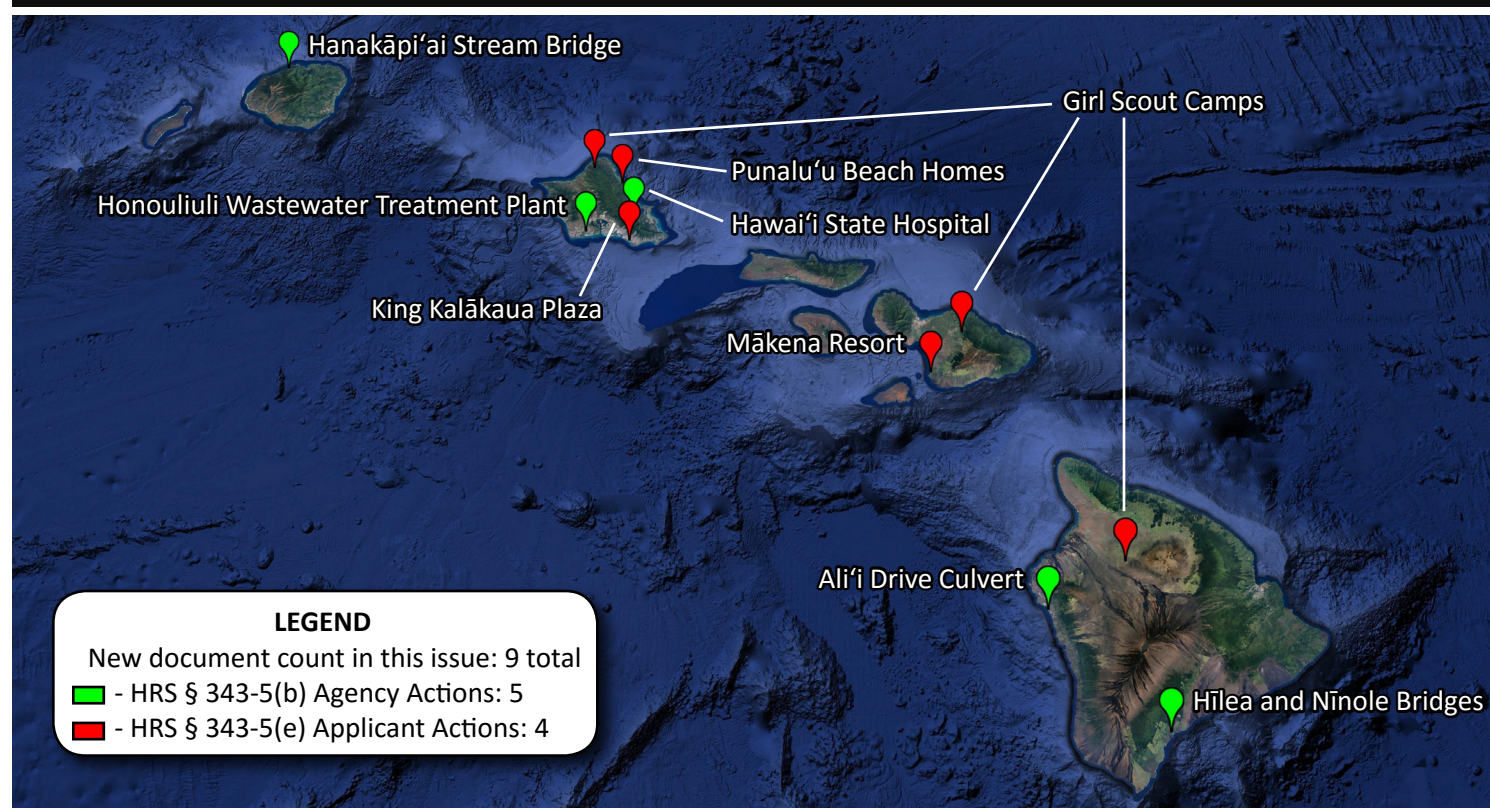 Hanakāpiʻai Stream Bridge
Girl Scout Camps
Punaluʻu Beach Homes
Honouliuli Wastewater Treatment Plant
Hawaiʻi State Hospital
King Kalākaua Plaza
Mākena Resort
Aliʻi Drive Culvert
Hīlea and Nīnole Bridges
LEGEND
New document count in this issue: 9 total
- HRS § 343-5(b) Agency Actions: 5
- HRS § 343-5(e) Applicant Actions: 4